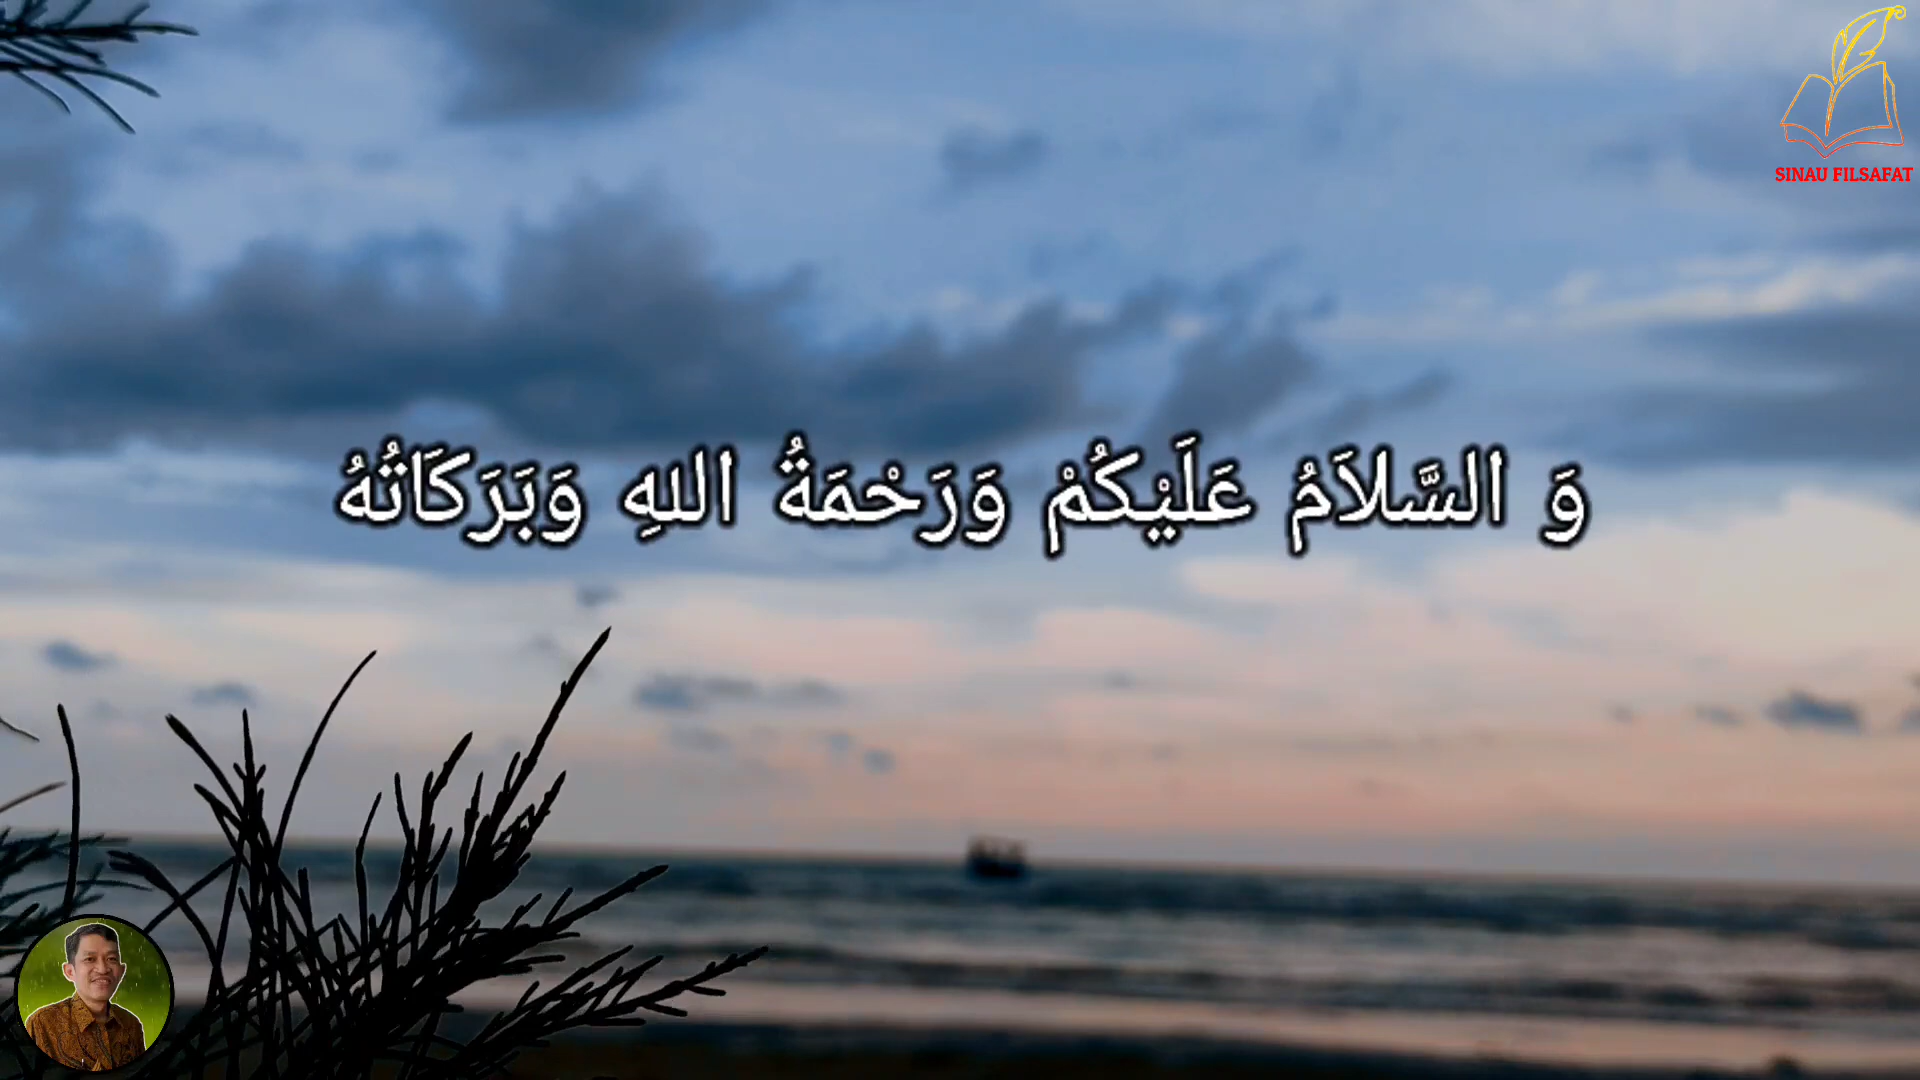 SINAU FILSAFAT
وَ السَّلاَمُ عَلَيْكُمْ وَرَحْمَةُ اللهِ وَبَرَكَاتُهُ